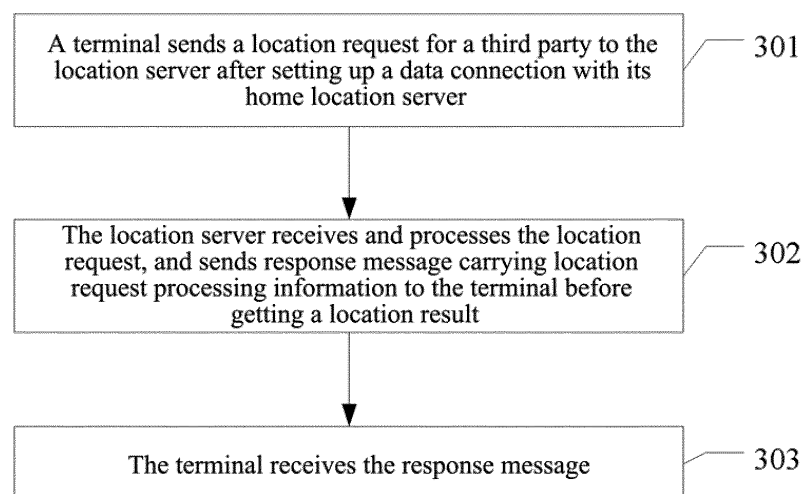 A terminal sends a location request for a third party to the
location server after setting up a data connection with its
home location server
301
The location server receives and processes the location
request, and sends response message carrying location
request processing information to the terminal before
getting a location result
302
The terminal receives the response message
303